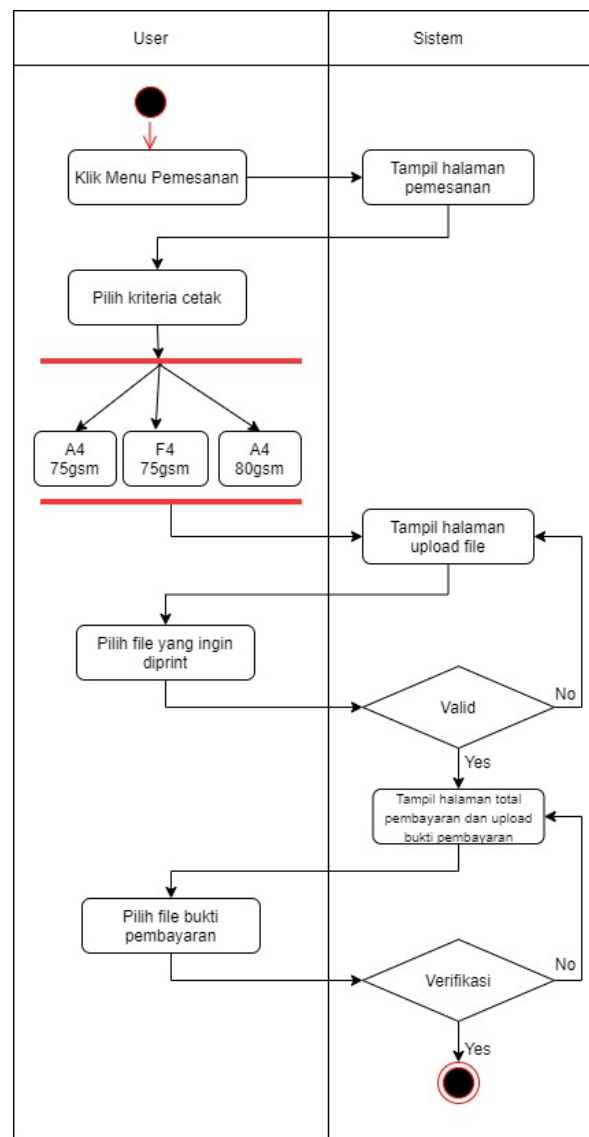 User
Sistem
Klik Menu Pemesanan
Tampil halaman
pemesanan
Pilih kriteria cetak
A4
75gsm
F4
75gsm
A4
80gsm
Tampil halaman
upload file
Pilih file yang ingin
diprint
Valid
No
Yes
Tampil halaman total
pembayaran dan upload
bukti pembayaran
Pilih file bukti
pembayaran
Verifikasi
No
Yes